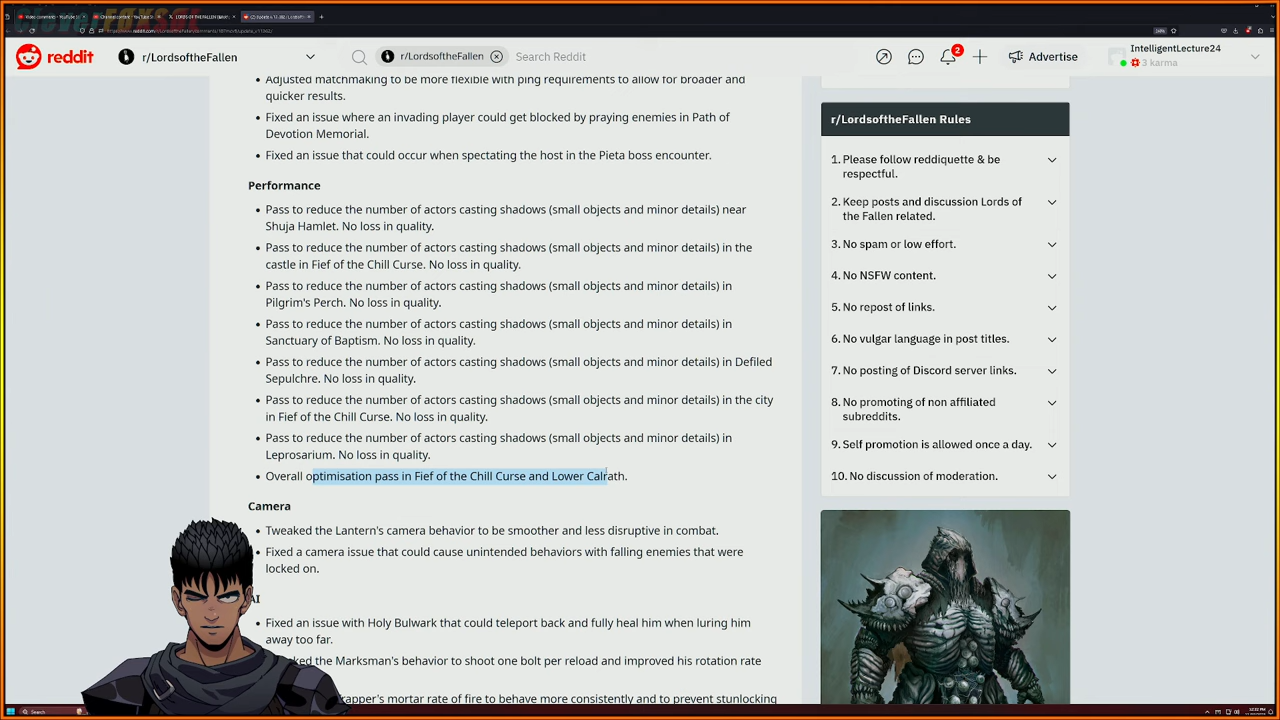 reddit
r/LordsoftheFallen
r/LordsoftheFallen
Search Reddit
2
Advertise
IntelligentLecture24
3 karma
Adjusted matchmaking to be more flexible with ping requirements to allow for broader and
quicker results.
• Fixed an issue where an invading player could get blocked by praying enemies in Path of
Devotion Memorial.
• Fixed an issue that could occur when spectating the host in the Pieta boss encounter.
Performance
• Pass to reduce the number of actors casting shadows (small objects and minor details) near
Shuja Hamlet. No loss in quality.
• Pass to reduce the number of actors casting shadows (small objects and minor details) in the
castle in Fief of the Chill Curse. No loss in quality.
• Pass to reduce the number of actors casting shadows (small objects and minor details) in
Pilgrim's Perch. No loss in quality.
• Pass to reduce the number of actors casting shadows (small objects and minor details) in
Sanctuary of Baptism. No loss in quality.
• Pass to reduce the number of actors casting shadows (small objects and minor details) in Defiled
Sepulchre. No loss in quality.
• Pass to reduce the number of actors casting shadows (small objects and minor details) in the city
in Fief of the Chill Curse. No loss in quality.
• Pass to reduce the number of actors casting shadows (small objects and minor details) in
Leprosarium. No loss in quality.
• Overall optimisation pass in Fief of the Chill Curse and Lower Calrath.
Camera
• Tweaked the Lantern's camera behavior to be smoother and less disruptive in combat.
• Fixed a camera issue that could cause unintended behaviors with falling enemies that were
locked on.
AI
Fixed an issue with Holy Bulwark that could teleport back and fully heal him when luring him
away too far.
ked the Marksman's behavior to shoot one bolt per reload and improved his rotation rate
rapper's mortar rate of fire to behave more consistently and to prevent stunlocking
r/LordsoftheFallen Rules
1. Please follow reddiquette & be
respectful.
2. Keep posts and discussion Lords of
the Fallen related.
3. No spam or low effort.
4. No NSFW content.
5. No repost of links.
6. No vulgar language in post titles.
7. No posting of Discord server links.
8. No promoting of non affiliated
subreddits.
9. Self promotion is allowed once a day.
10. No discussion of moderation.
Search